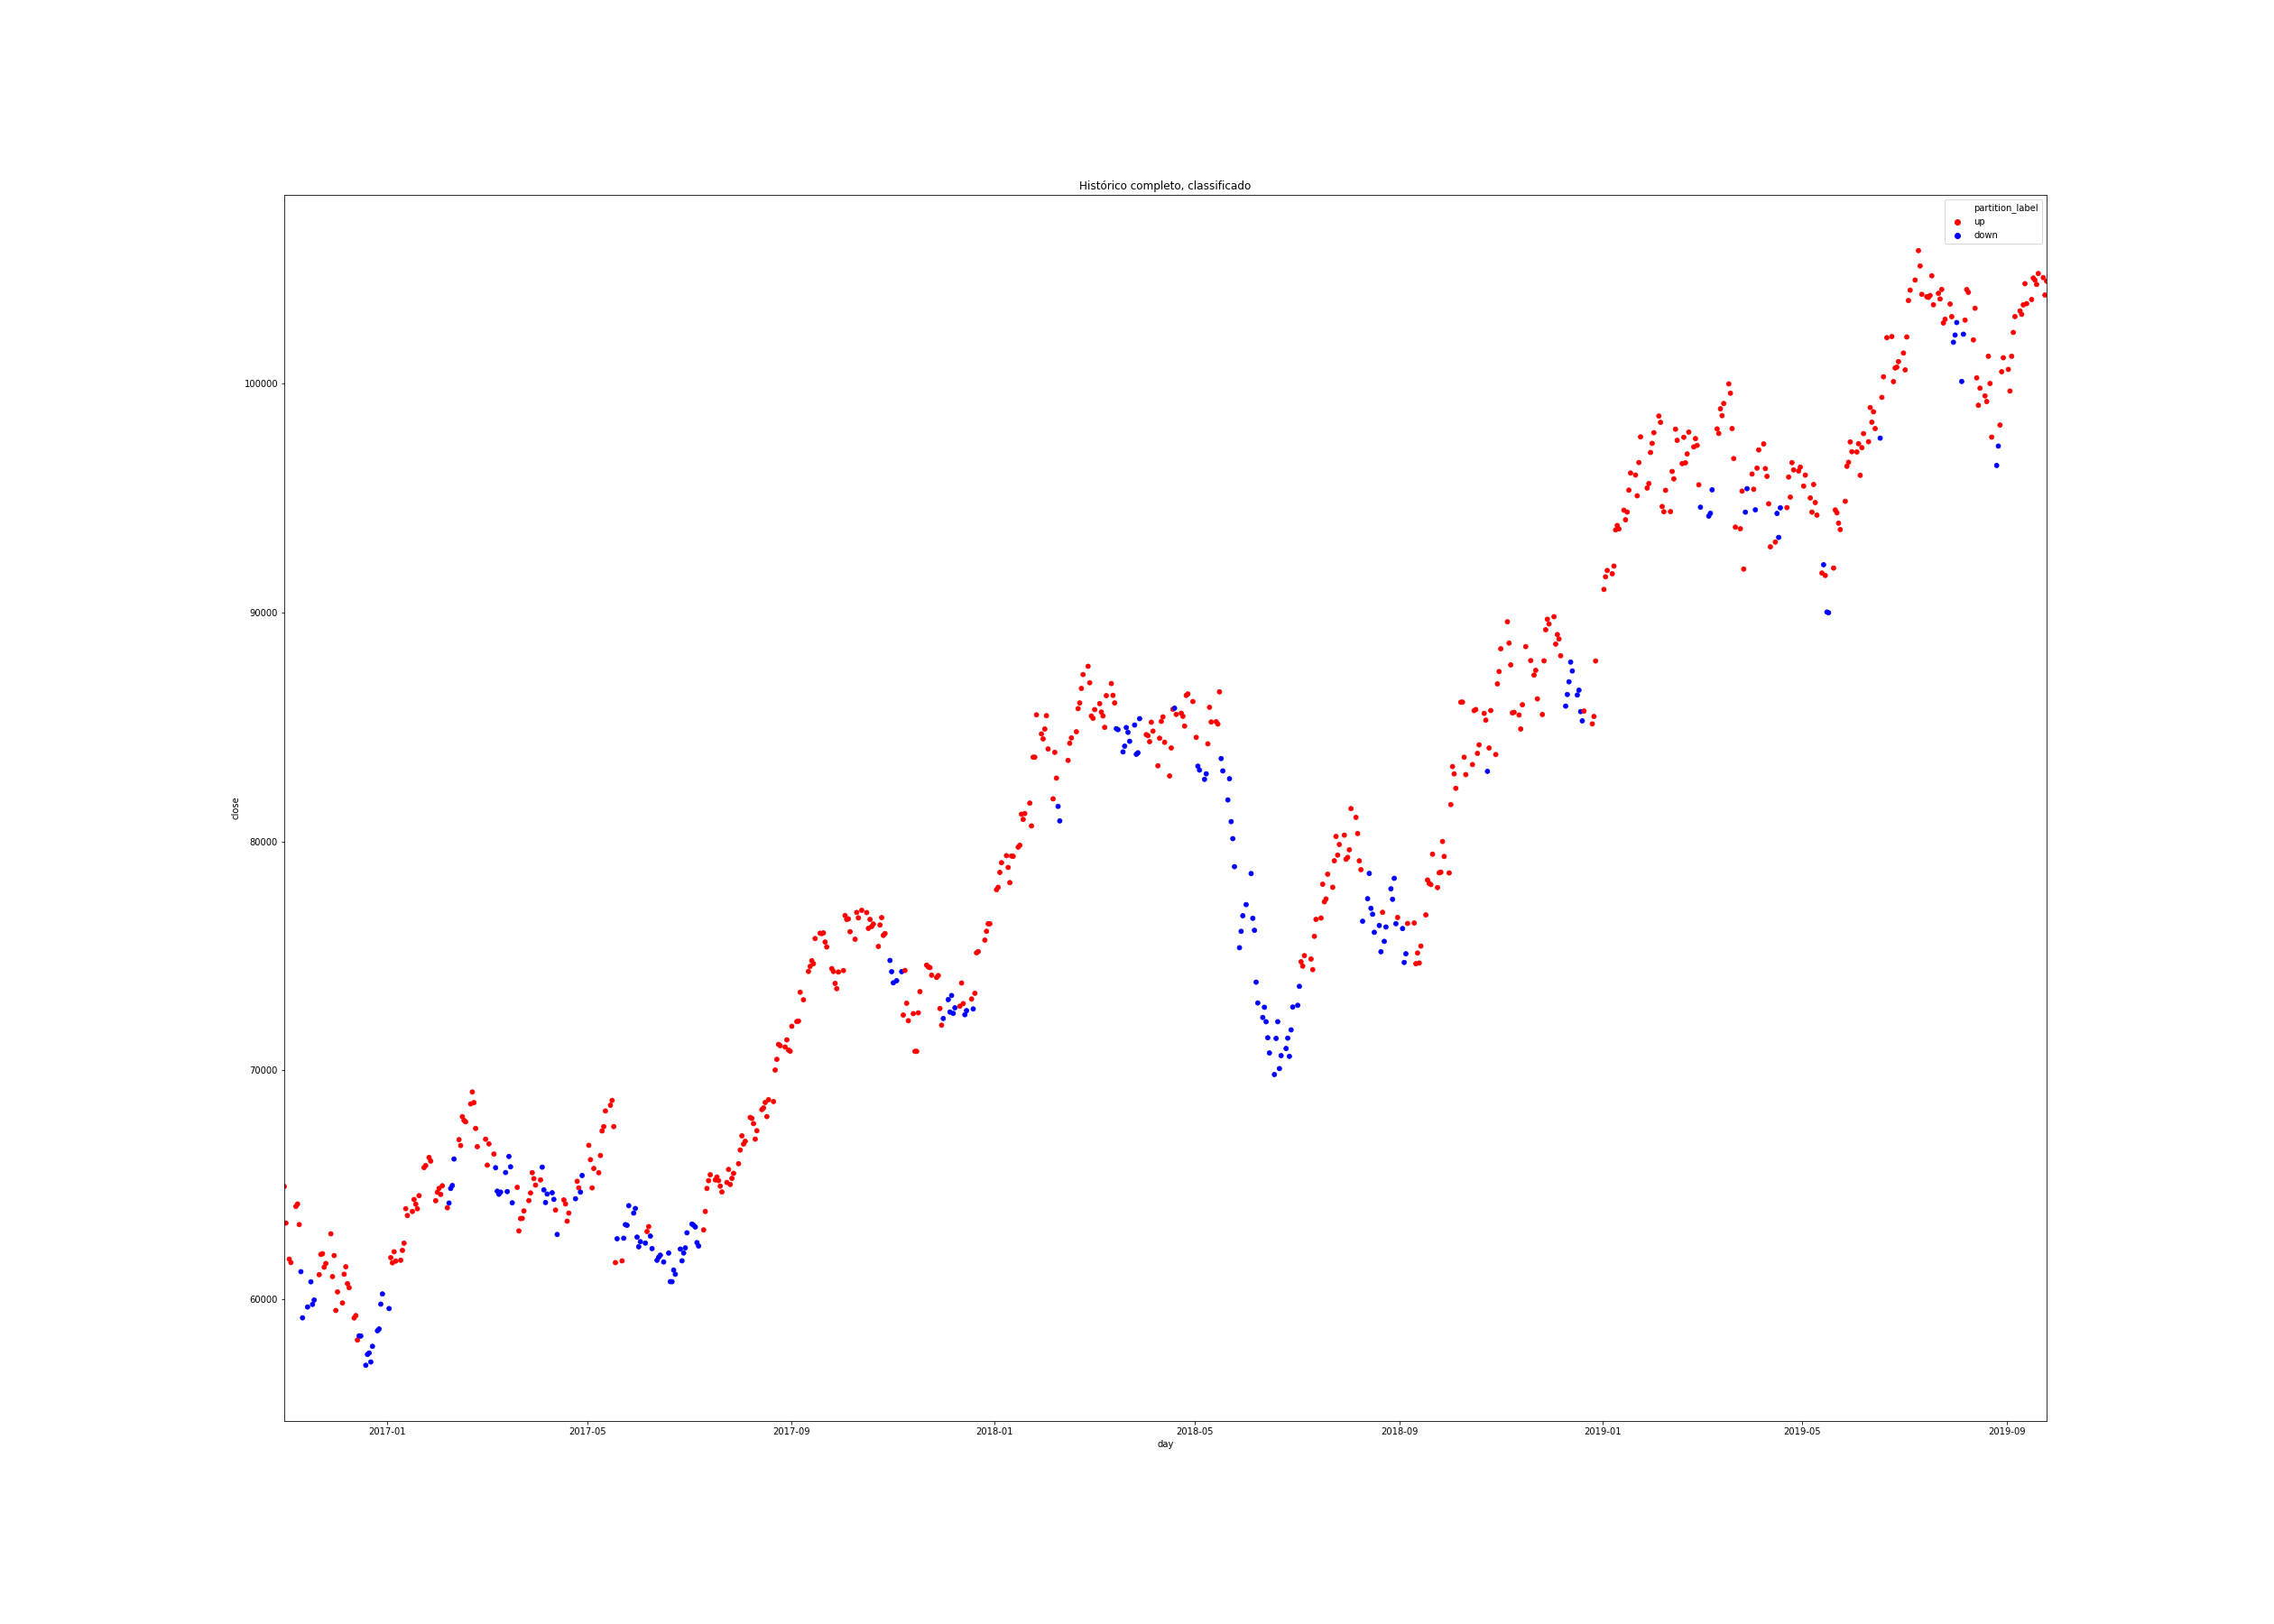 Histórico completo, classificado
partition_label
up
down
100000
90000
80000
70000
60000
close
2017-01 2017-05 2017-09 2018-01 2018-05 2018-09 2019-01 2019-05 2019-09
day